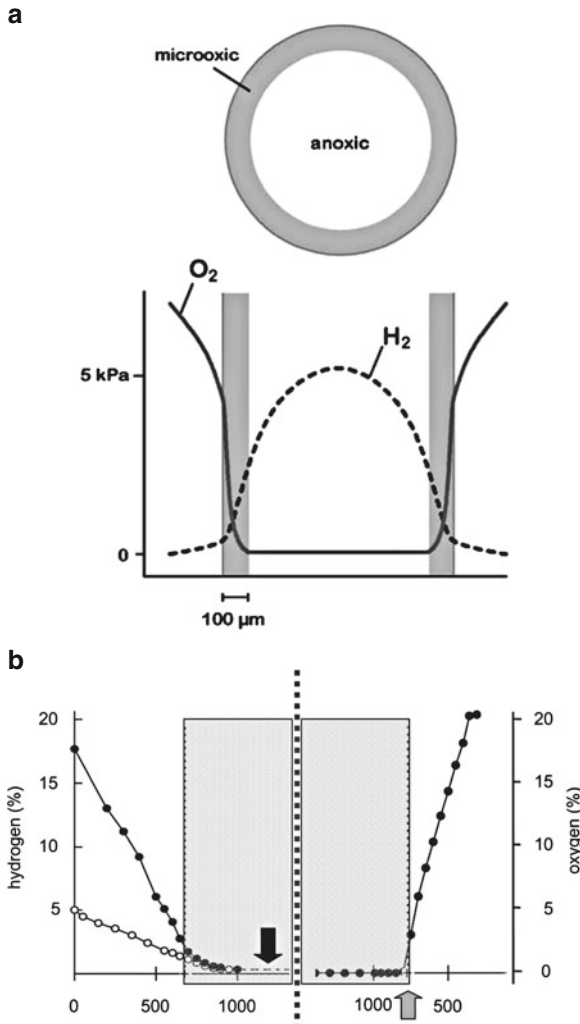 a
microoxic
anoxic
O₂
H₂
5 kPa
0
100 µm
b
20
15
10
5
hydrogen (%)
0 500 1000
20
15
10
5
0
oxygen (%)
1000 500